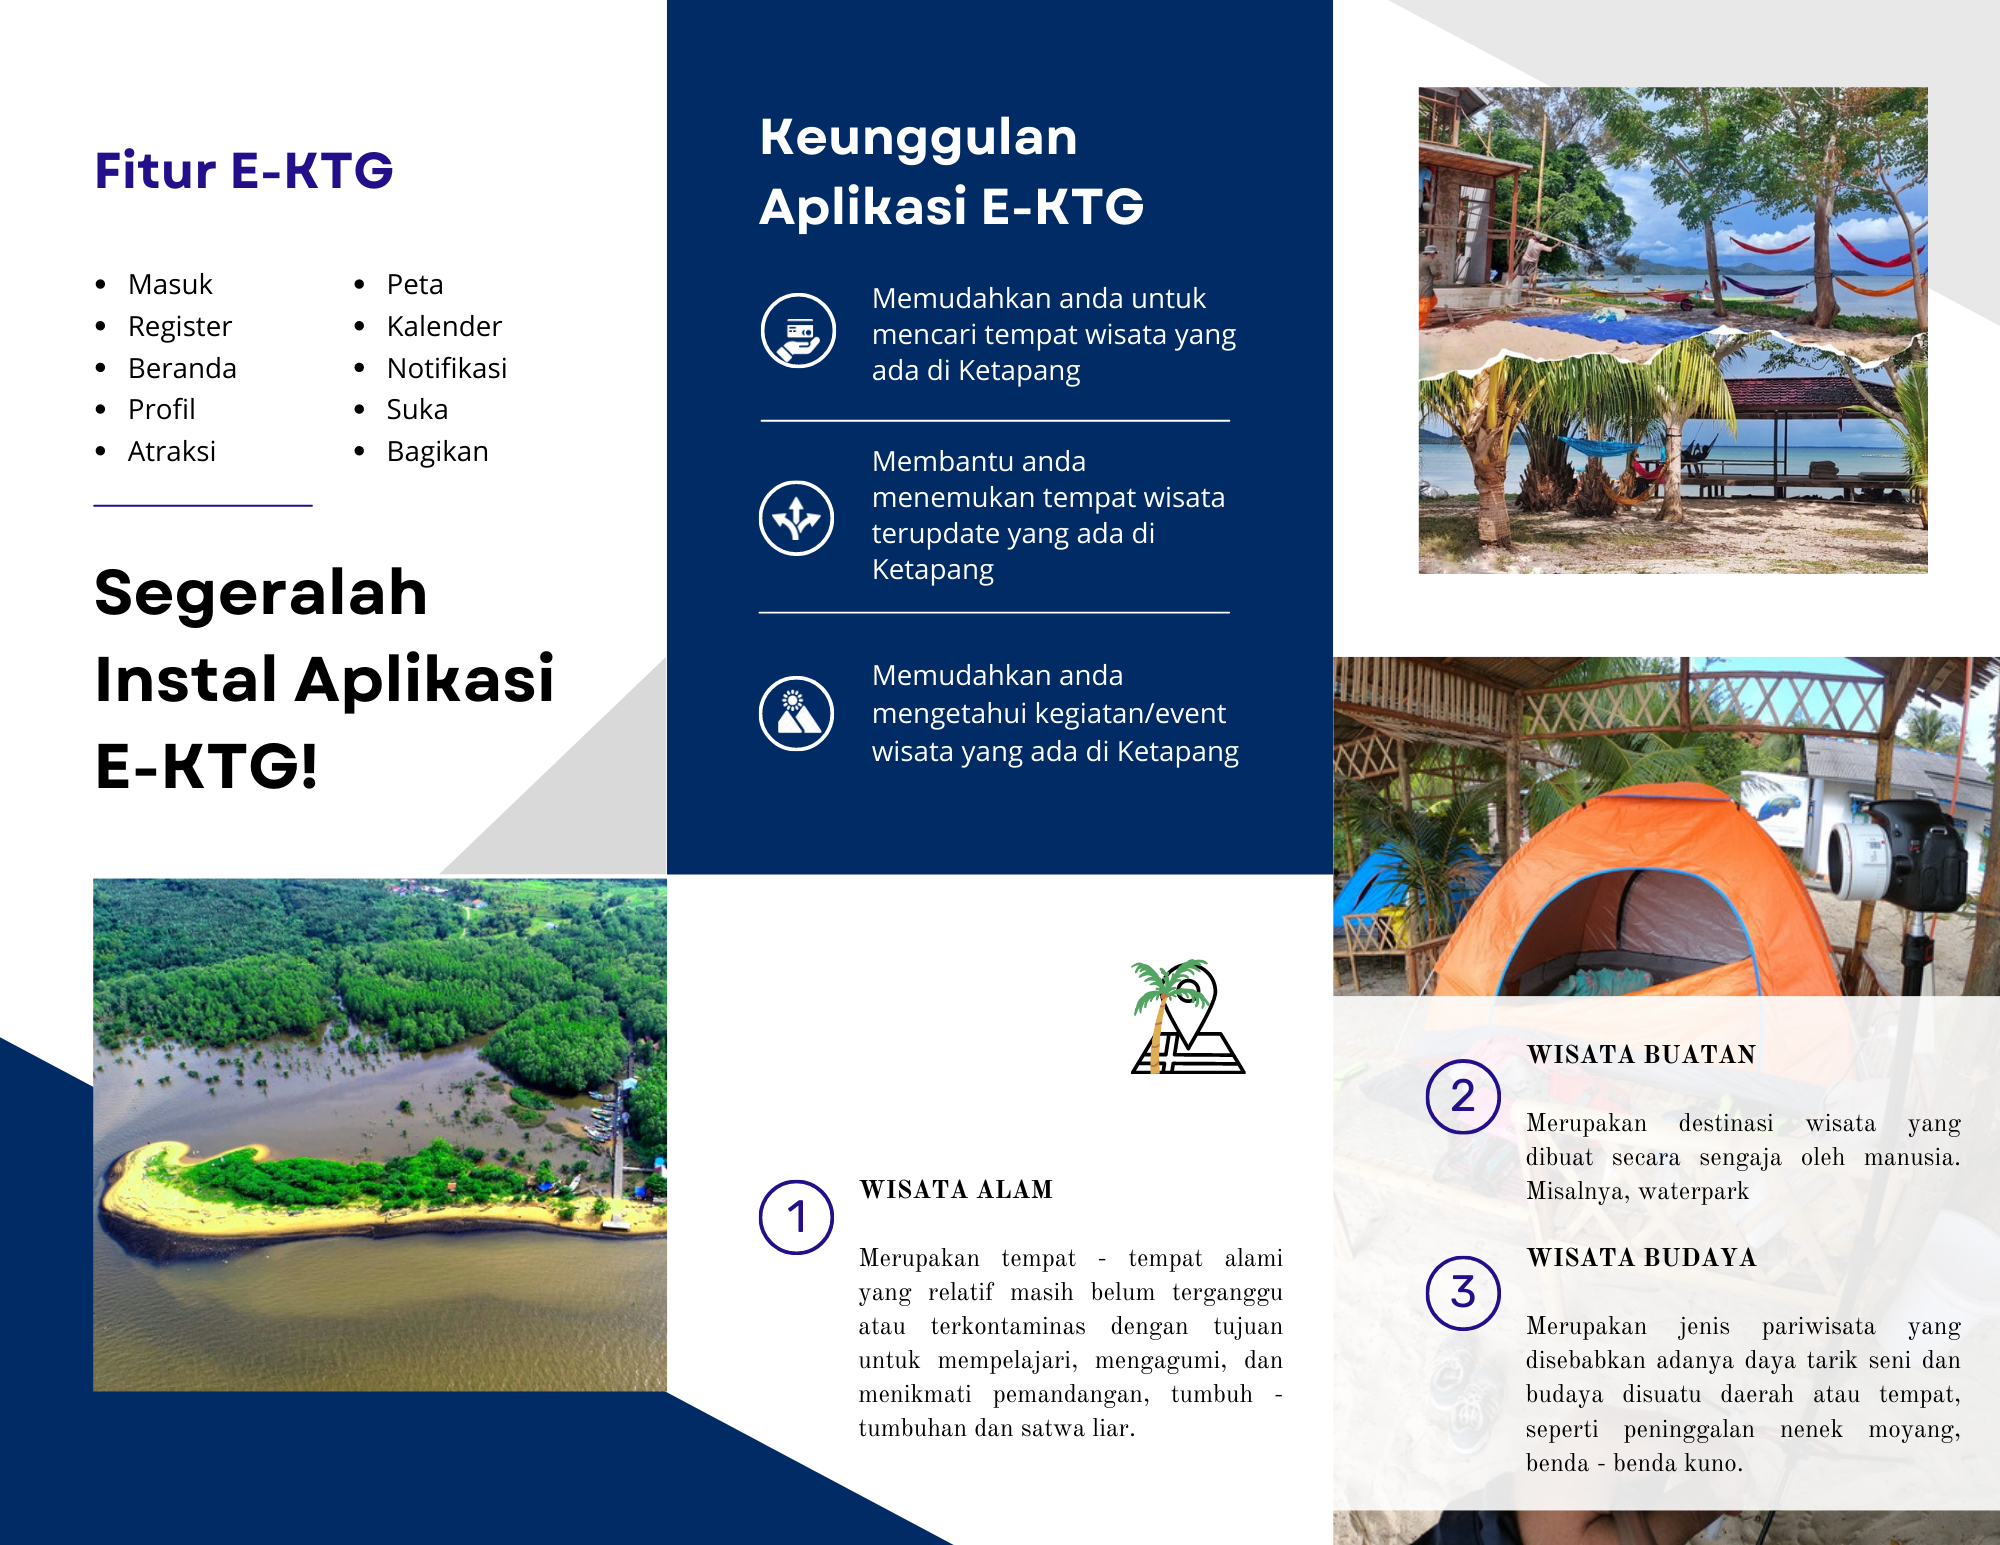 Fitur E-KTG
Masuk
Register
Beranda
Profil
Atraksi
Peta
Kalender
Notifikasi
Suka
Bagikan
Segeralah
Instal Aplikasi
E-KTG!
Keunggulan
Aplikasi E-KTG
Memudahkan anda untuk
mencari tempat wisata yang
ada di Ketapang
Membantu anda
menemukan tempat wisata
terupdate yang ada di
Ketapang
Memudahkan anda
mengetahui kegiatan/event
wisata yang ada di Ketapang
1
WISATA ALAM
Merupakan tempat - tempat alami
yang relatif masih belum terganggu
atau terkontaminas dengan tujuan
untuk mempelajari, mengagumi, dan
menikmati pemandangan, tumbuh -
tumbuhan dan satwa liar.
2
WISATA BUATAN
Merupakan destinasi wisata yang
dibuat secara sengaja oleh manusia.
Misalnya, waterpark
3
WISATA BUDAYA
Merupakan jenis pariwisata yang
disebabkan adanya daya tarik seni dan
budaya disuatu daerah atau tempat,
seperti peninggalan nenek moyang,
benda - benda kuno.